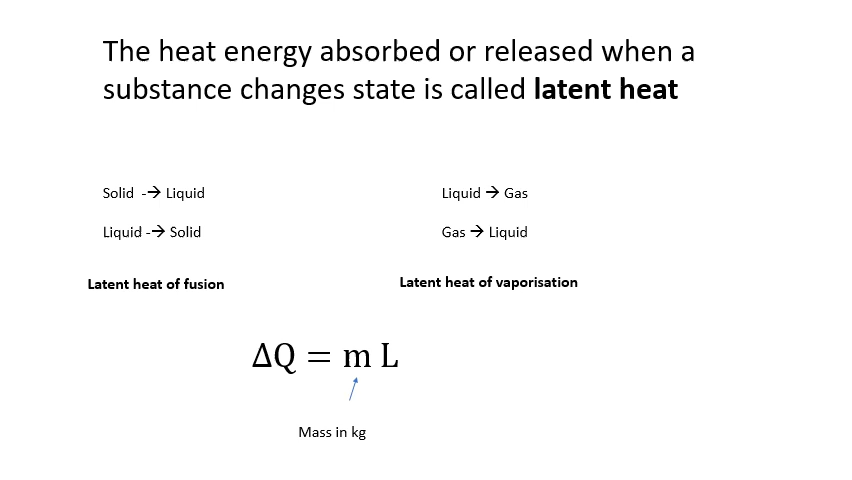 The heat energy absorbed or released when a
substance changes state is called latent heat
Solid -→ Liquid
Liquid → Gas
Liquid -→ Solid
Gas → Liquid
Latent heat of fusion
Latent heat of vaporisation
ΔQ = m L
Mass in kg